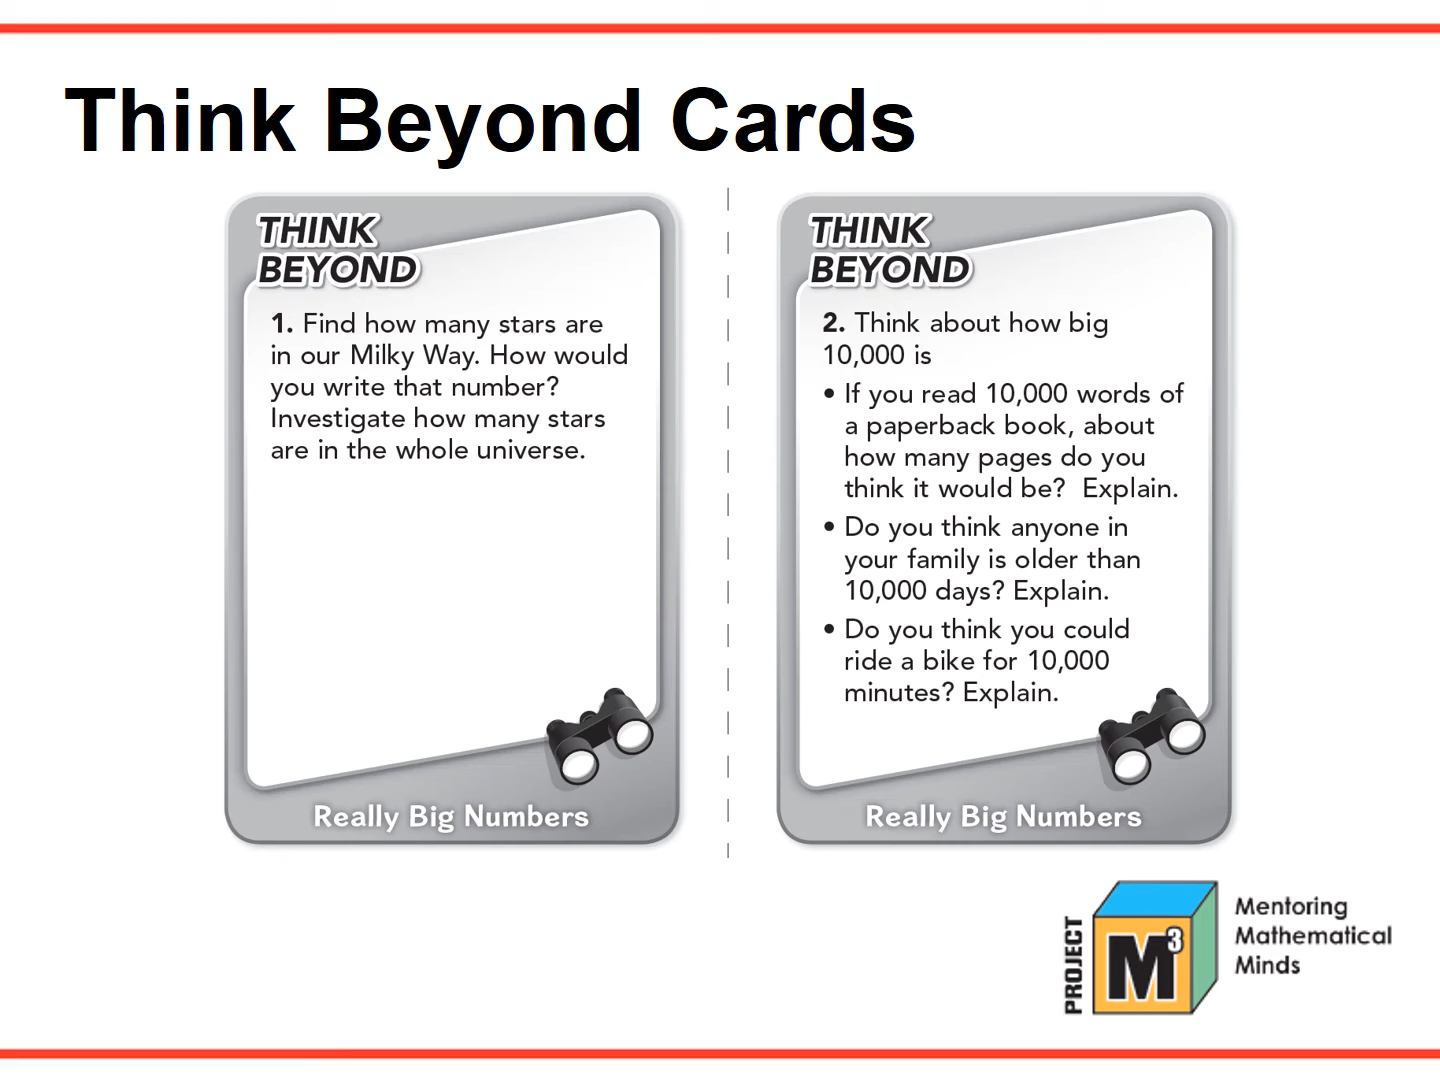 Think Beyond Cards
THINK
BEYOND
1. Find how many stars are
in our Milky Way. How would
you write that number?
Investigate how many stars
are in the whole universe.
Really Big Numbers
THINK
BEYOND
2. Think about how big
10,000 is
• If you read 10,000 words of
a paperback book, about
how many pages do you
think it would be?  Explain.
• Do you think anyone in
your family is older than
10,000 days? Explain.
• Do you think you could
ride a bike for 10,000
minutes? Explain.
Really Big Numbers
PROJECT
M3
Mentoring
Mathematical
Minds